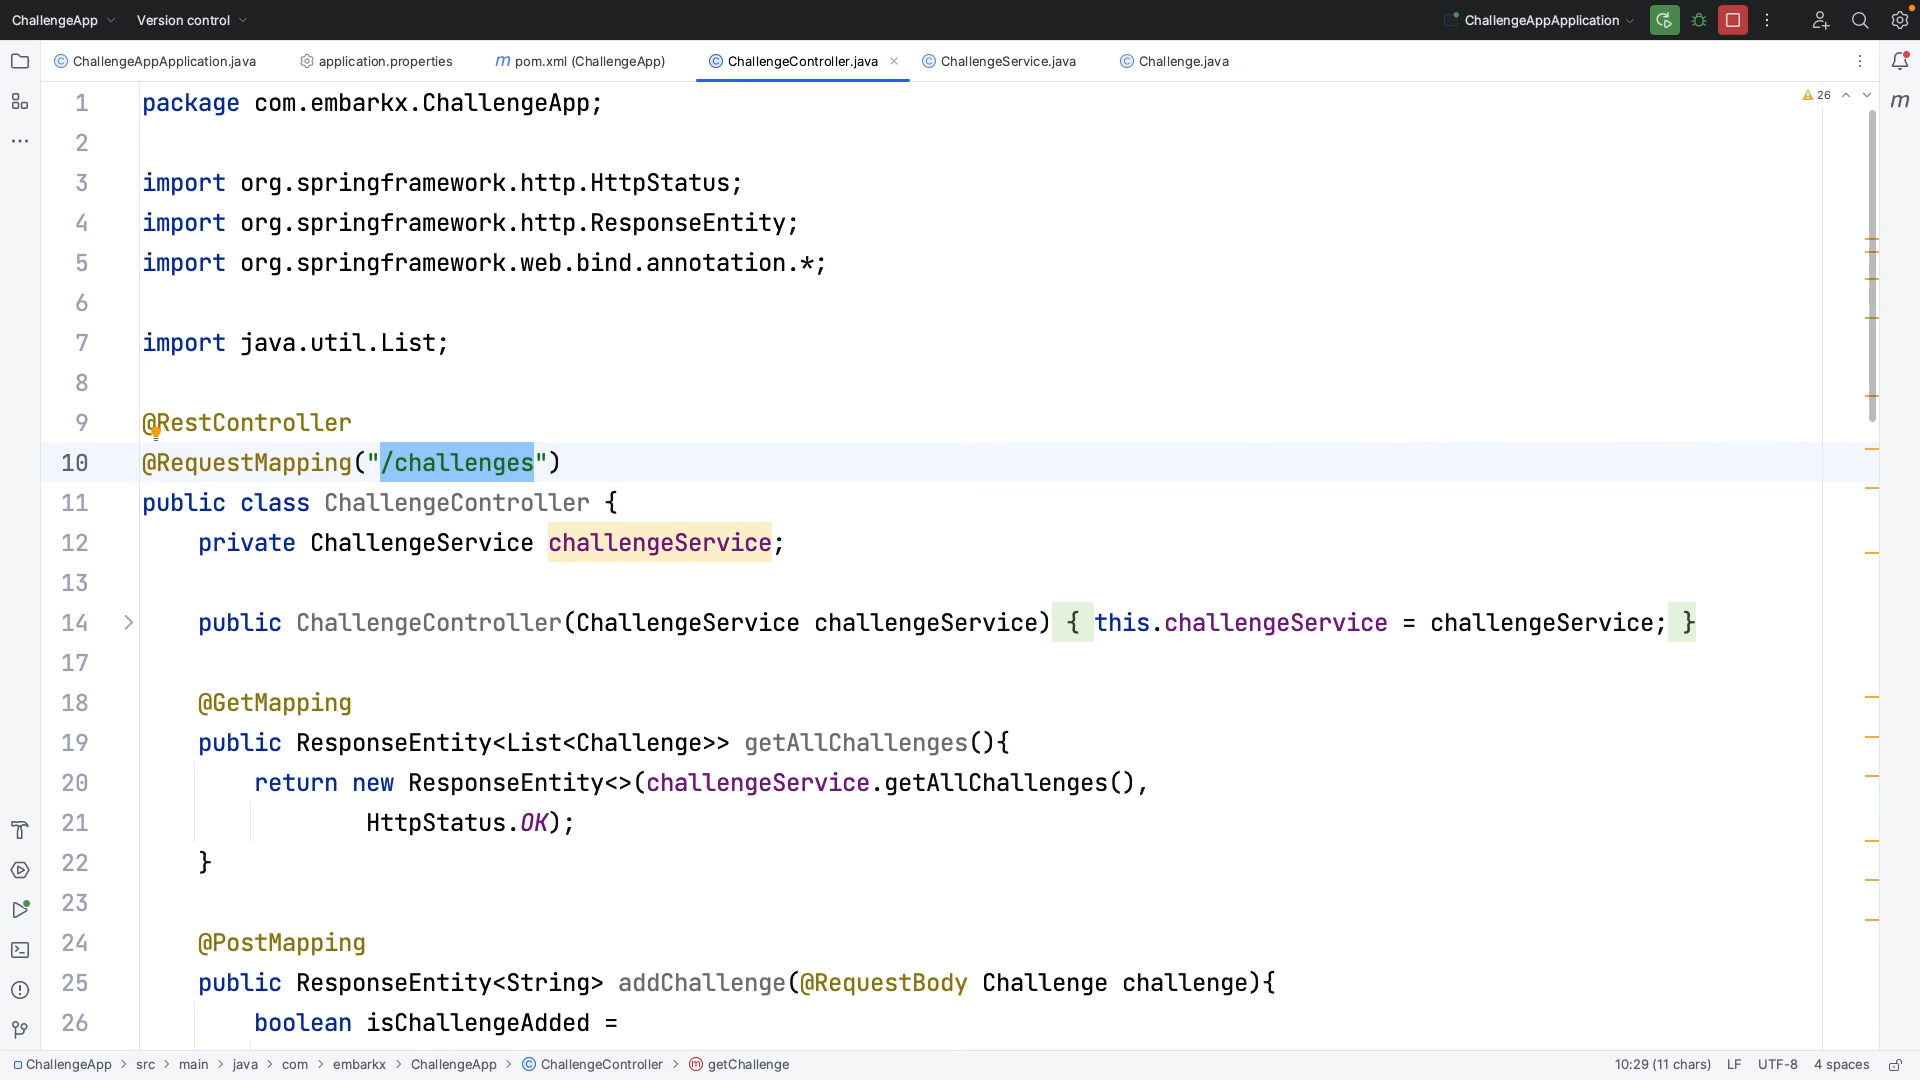 ChallengeApp
Version control
ChallengeAppApplication
ChallengeAppApplication.java
application.properties
m pom.xml (ChallengeApp)
ChallengeController.java
ChallengeService.java
Challenge.java
26
m
1 package com.embarkx.ChallengeApp;
2
3 import org.springframework.http.HttpStatus;
4 import org.springframework.http.ResponseEntity;
5 import org.springframework.web.bind.annotation.*;
6
7 import java.util.List;
8
9 @RestController
10 @RequestMapping("/challenges")
11 public class ChallengeController {
12 private ChallengeService challengeService;
13
14 public ChallengeController(ChallengeService challengeService) { this.challengeService = challengeService; }
17
18 @GetMapping
19 public ResponseEntity<List<Challenge>> getAllChallenges(){
20 return new ResponseEntity<>(challengeService.getAllChallenges(),
21 HttpStatus.OK);
22 }
23
24 @PostMapping
25 public ResponseEntity<String> addChallenge(@RequestBody Challenge challenge){
26 boolean isChallengeAdded =
ChallengeApp > src > main > java > com > embarkx > ChallengeApp > ChallengeController > getChallenge
10:29 (11 chars) LF UTF-8 4 spaces